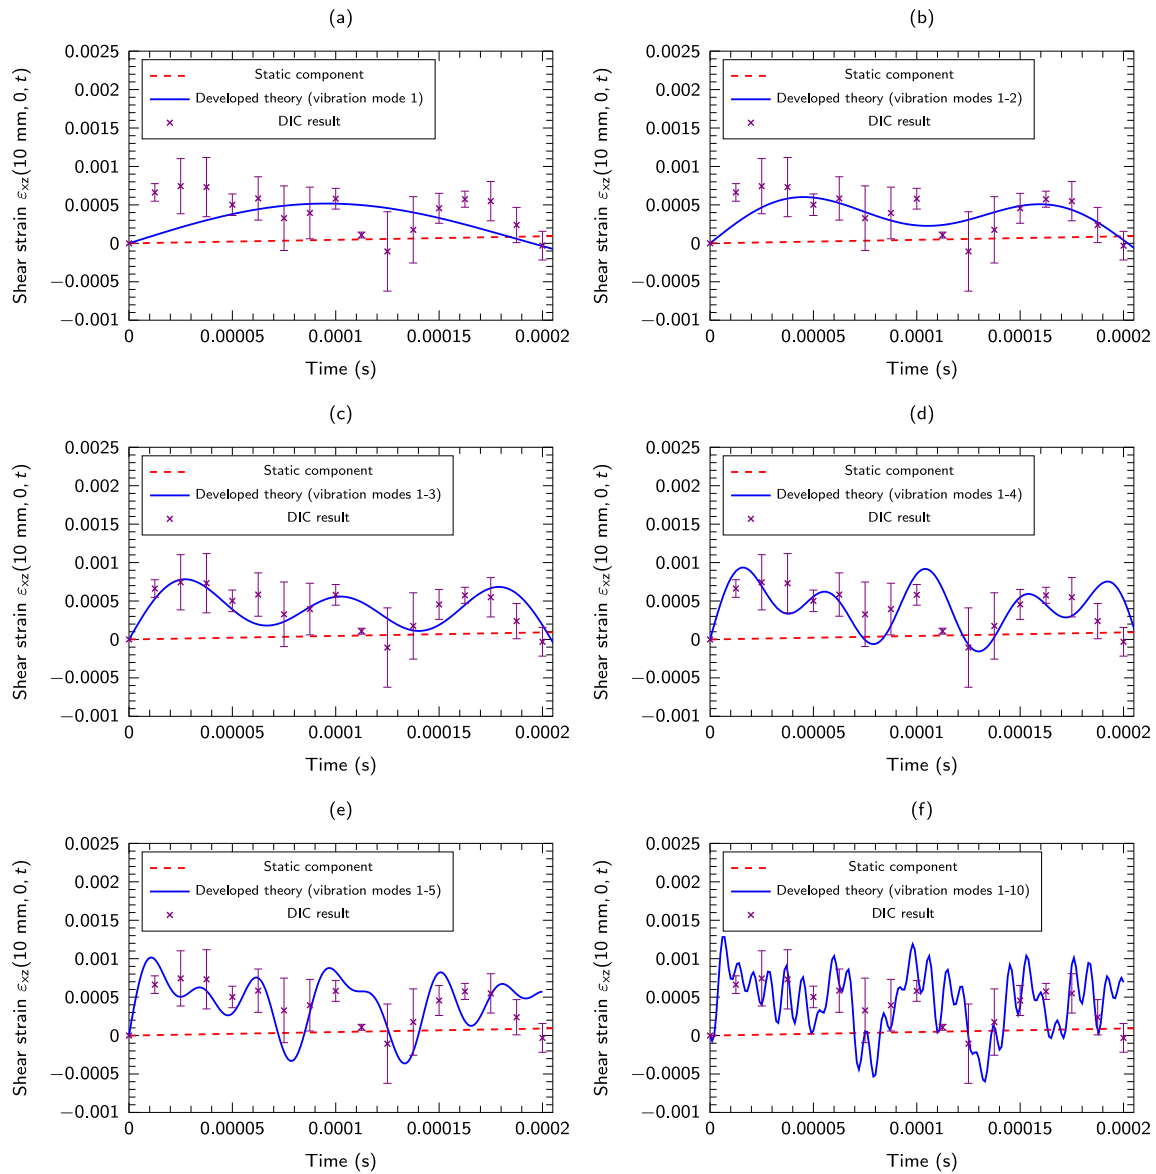 (a)
Shear strain εxz(10 mm, 0, t)
0.0025
0.002
0.0015
0.001
0.0005
0
−0.0005
−0.001
Static component
Developed theory (vibration mode 1)
DIC result
0 0.00005 0.0001 0.00015 0.0002
Time (s)
(b)
Shear strain εxz(10 mm, 0, t)
0.0025
0.002
0.0015
0.001
0.0005
0
−0.0005
−0.001
Static component
Developed theory (vibration modes 1-2)
DIC result
0 0.00005 0.0001 0.00015 0.0002
Time (s)
(c)
Shear strain εxz(10 mm, 0, t)
0.0025
0.002
0.0015
0.001
0.0005
0
−0.0005
−0.001
Static component
Developed theory (vibration modes 1-3)
DIC result
0 0.00005 0.0001 0.00015 0.0002
Time (s)
(d)
Shear strain εxz(10 mm, 0, t)
0.0025
0.002
0.0015
0.001
0.0005
0
−0.0005
−0.001
Static component
Developed theory (vibration modes 1-4)
DIC result
0 0.00005 0.0001 0.00015 0.0002
Time (s)
(e)
Shear strain εxz(10 mm, 0, t)
0.0025
0.002
0.0015
0.001
0.0005
0
−0.0005
−0.001
Static component
Developed theory (vibration modes 1-5)
DIC result
0 0.00005 0.0001 0.00015 0.0002
Time (s)
(f)
Shear strain εxz(10 mm, 0, t)
0.0025
0.002
0.0015
0.001
0.0005
0
−0.0005
−0.001
Static component
Developed theory (vibration modes 1-10)
DIC result
0 0.00005 0.0001 0.00015 0.0002
Time (s)